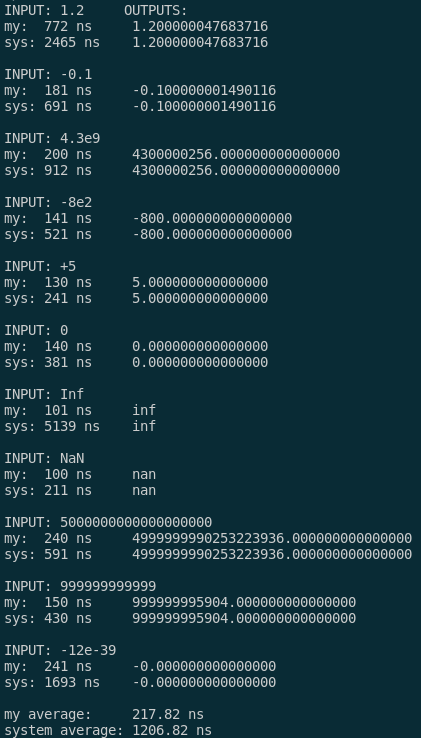 INPUT: 1.2     OUTPUTS:
my:  772 ns     1.200000047683716
sys: 2465 ns    1.200000047683716
INPUT: -0.1
my:  181 ns     -0.100000001490116
sys: 691 ns     -0.100000001490116
INPUT: 4.3e9
my:  200 ns     4300000256.000000000000000
sys: 912 ns     4300000256.000000000000000
INPUT: -8e2
my:  141 ns     -800.000000000000000
sys: 521 ns     -800.000000000000000
INPUT: +5
my:  130 ns     5.000000000000000
sys: 241 ns     5.000000000000000
INPUT: 0
my:  140 ns     0.000000000000000
sys: 381 ns     0.000000000000000
INPUT: Inf
my:  101 ns     inf
sys: 5139 ns    inf
INPUT: NaN
my:  100 ns     nan
sys: 211 ns     nan
INPUT: 5000000000000000000
my:  240 ns     4999999990253223936.000000000000000
sys: 591 ns     4999999990253223936.000000000000000
INPUT: 999999999999
my:  150 ns     999999995904.000000000000000
sys: 430 ns     999999995904.000000000000000
INPUT: -12e-39
my:  241 ns     -0.000000000000000
sys: 1693 ns    -0.000000000000000
my average:     217.82 ns
system average: 1206.82 ns